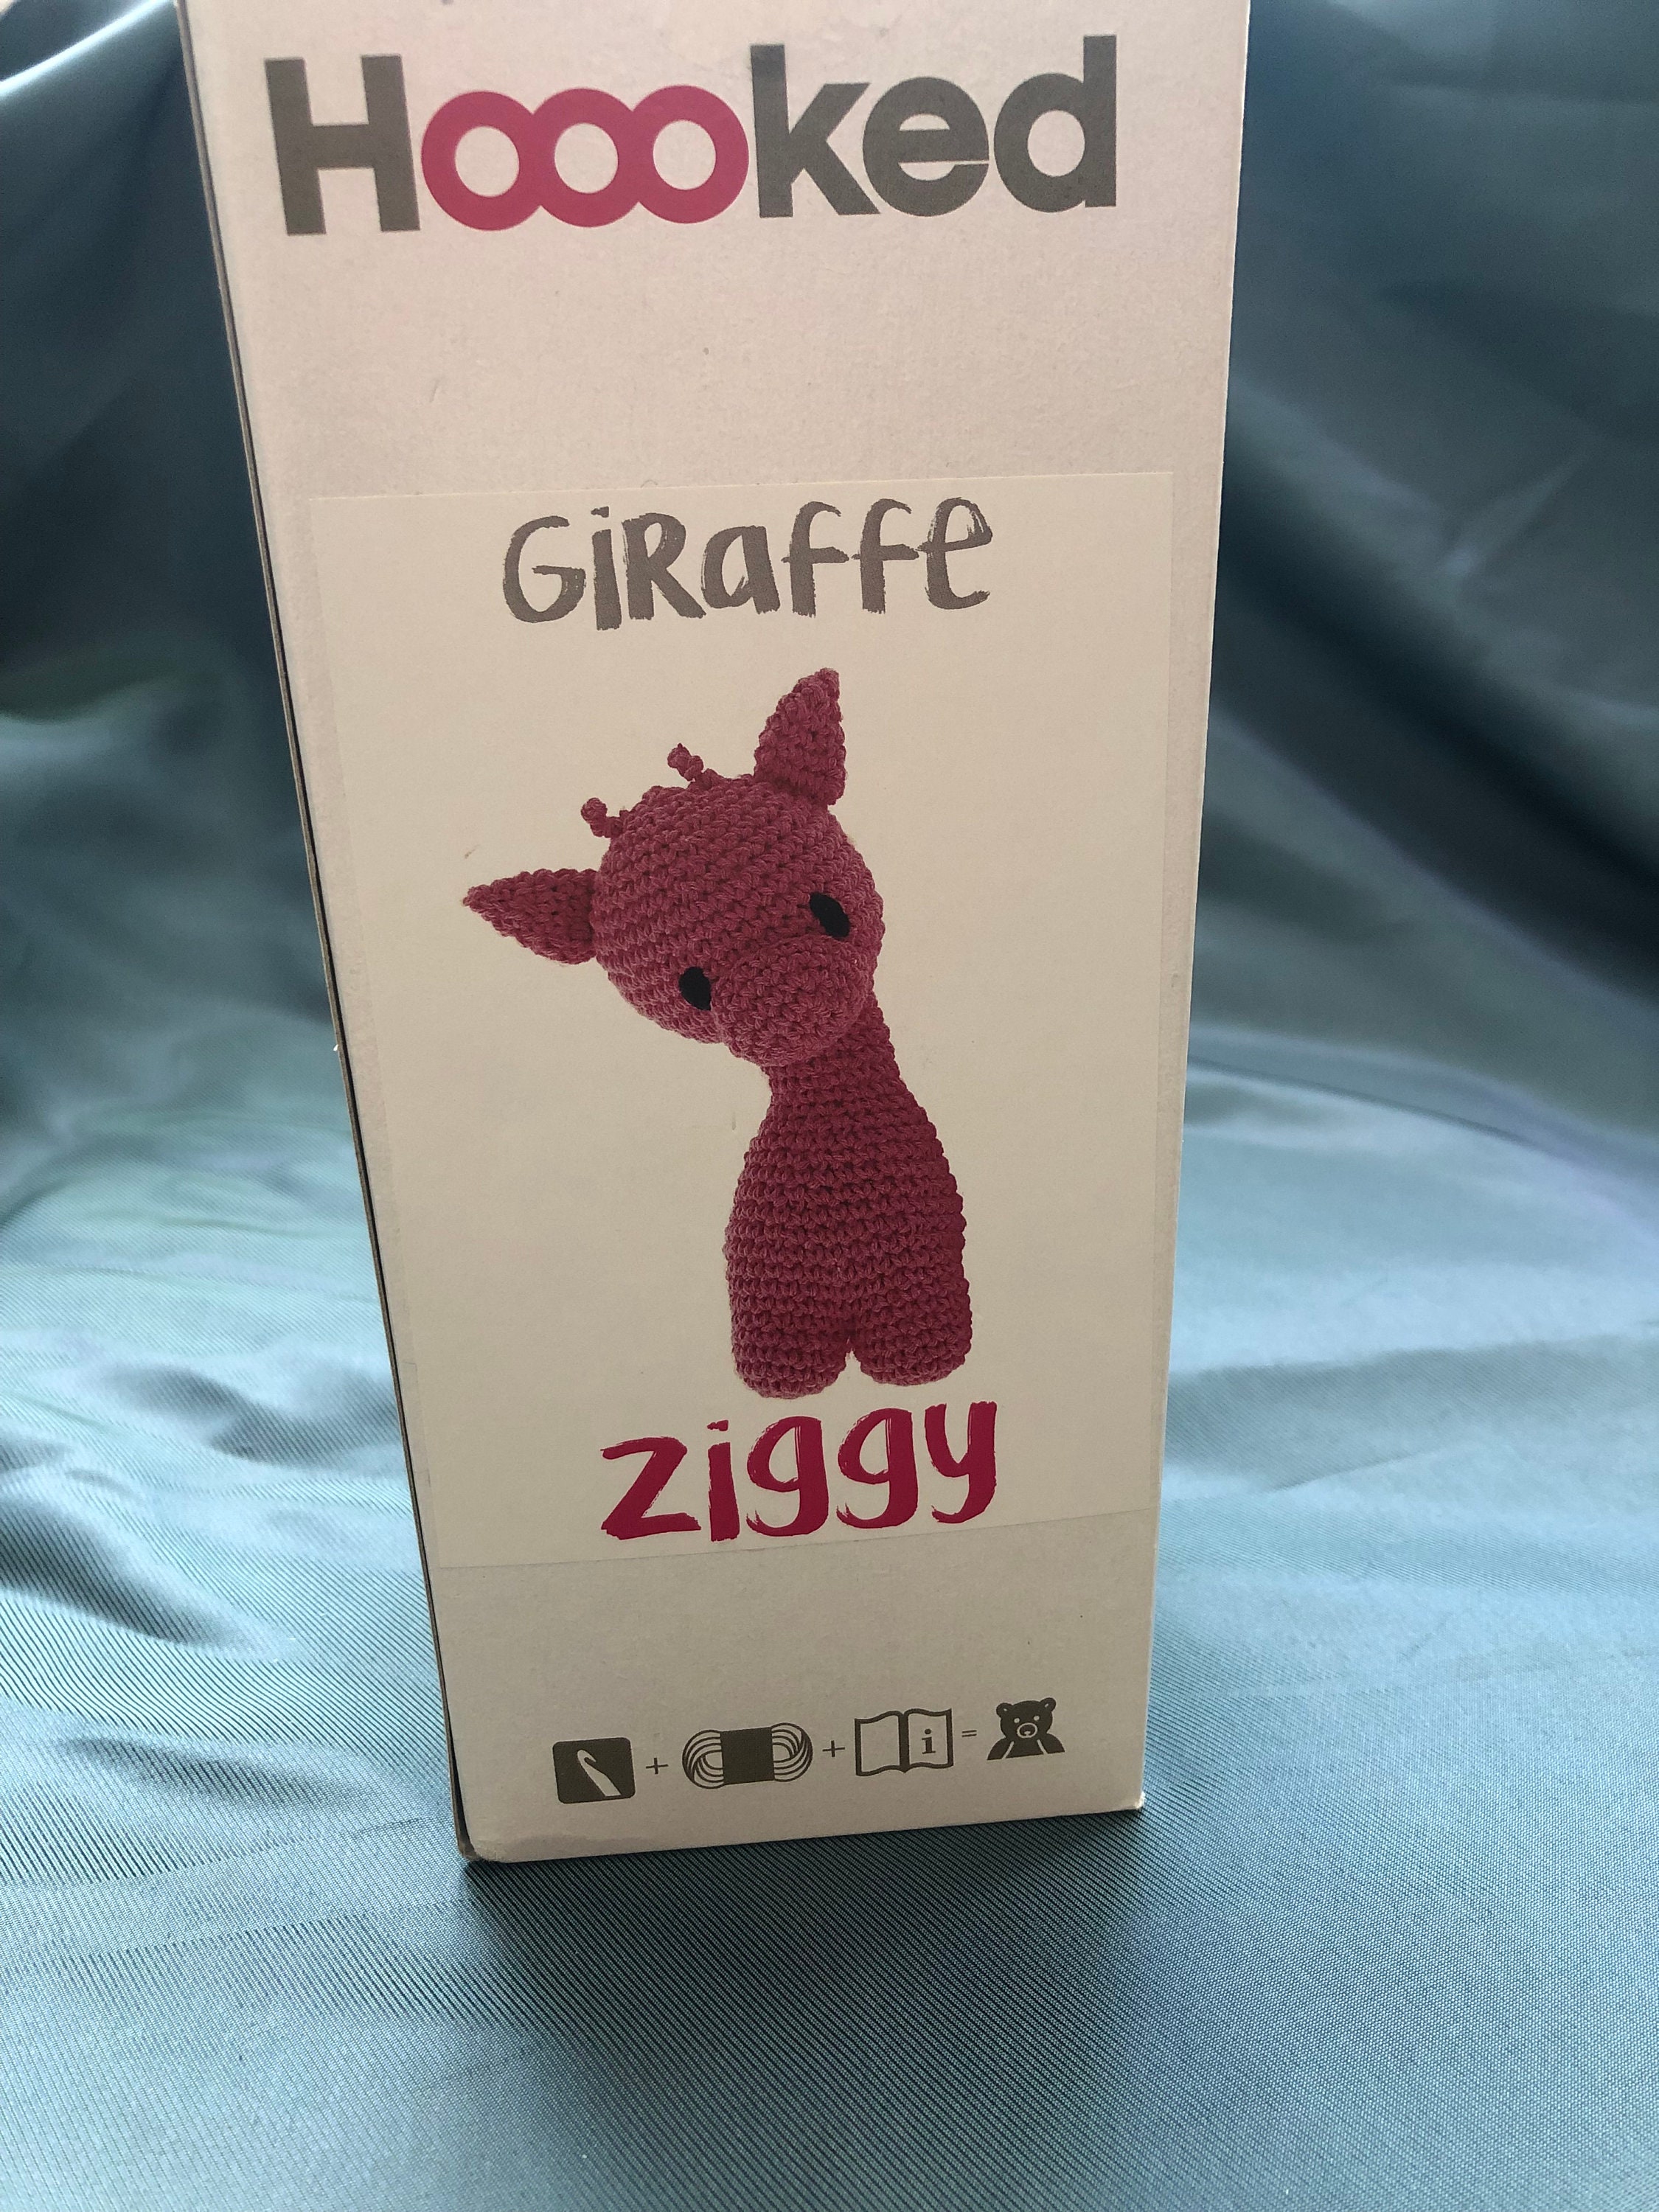 Hoooked
GiRaffe
ziggy
+ + i =